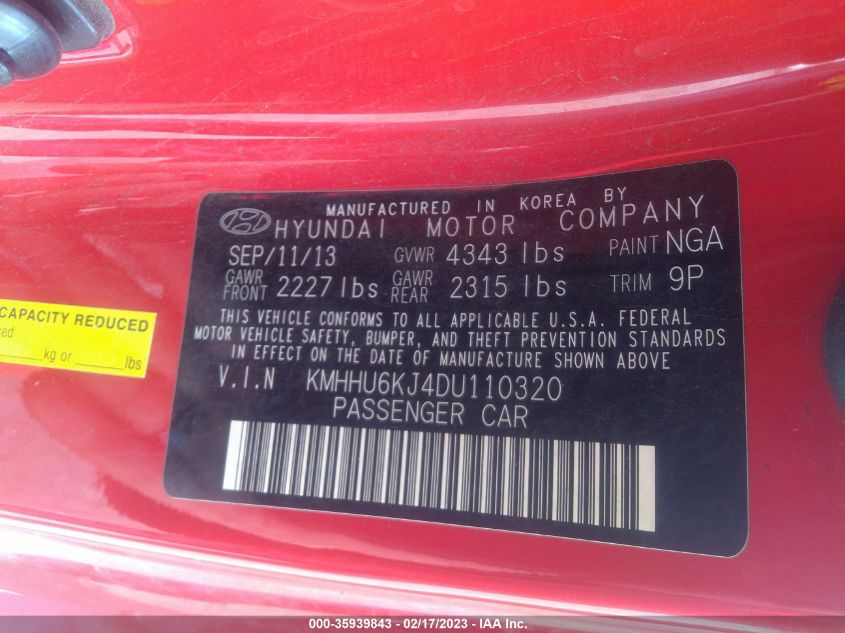 MANUFACTURED IN KOREA BY
HYUNDAI MOTOR COMPANY
SEP/11/13 GVWR 4343 lbs PAINT NGA
GAWR FRONT 2227 lbs GAWR REAR 2315 lbs TRIM 9P
THIS VEHICLE CONFORMS TO ALL APPLICABLE U.S.A. FEDERAL
MOTOR VEHICLE SAFETY, BUMPER, AND THEFT PREVENTION STANDARDS
IN EFFECT ON THE DATE OF MANUFACTURE SHOWN ABOVE
V.I.N KMHHU6KJ4DU110320
PASSENGER CAR
CAPACITY REDUCED
kg or ____lbs
000-35939843 - 02/17/2023 - IAA Inc.